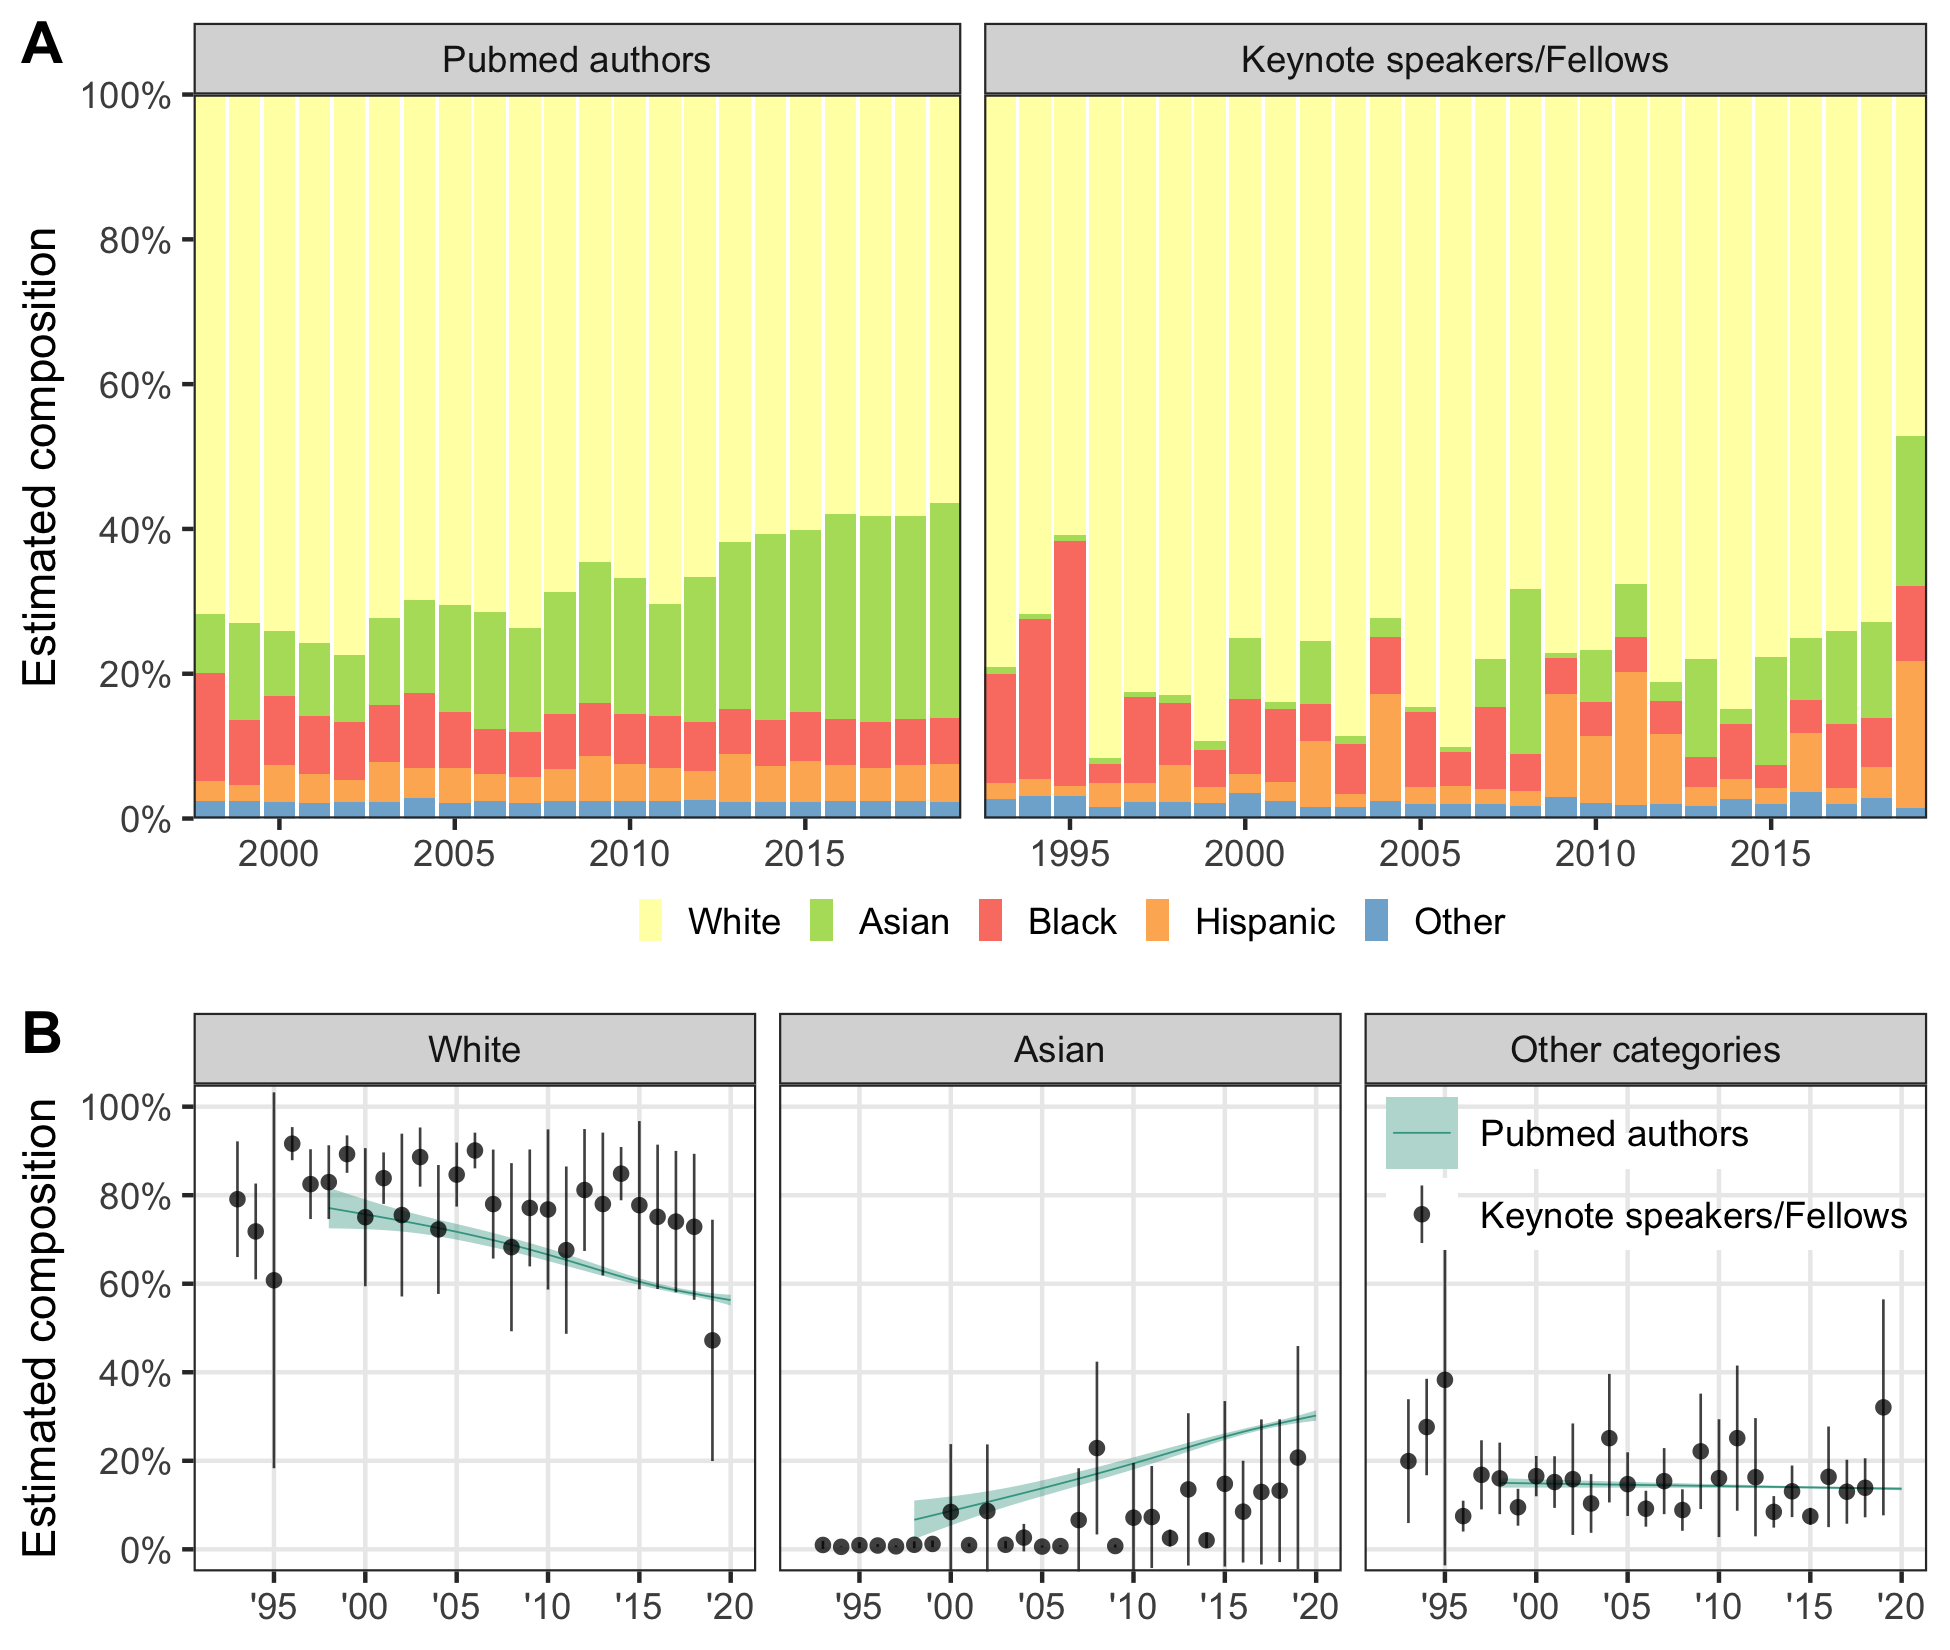 A
Pubmed authors
Keynote speakers/Fellows
Estimated composition
100%
80%
60%
40%
20%
0%
2000 2005 2010 2015
1995 2000 2005 2010 2015
White Asian Black Hispanic Other
B
White
Asian
Other categories
Estimated composition
100%
80%
60%
40%
20%
0%
Pubmed authors
Keynote speakers/Fellows
'95 '00 '05 '10 '15 '20
'95 '00 '05 '10 '15 '20
'95 '00 '05 '10 '15 '20